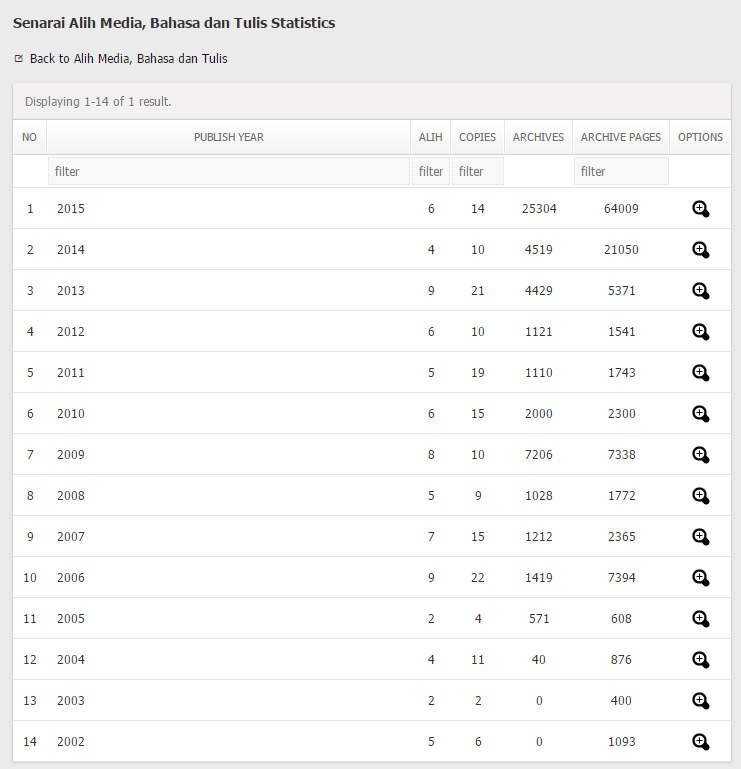 Senarai Alih Media, Bahasa dan Tulis Statistics
Back to Alih Media, Bahasa dan Tulis
Displaying 1-14 of 1 result.
NO PUBLISH YEAR ALIH COPIES ARCHIVES ARCHIVE PAGES OPTIONS
filter filter filter filter
1 2015 6 14 25304 64009
2 2014 4 10 4519 21050
3 2013 9 21 4429 5371
4 2012 6 10 1121 1541
5 2011 5 19 1110 1743
6 2010 6 15 2000 2300
7 2009 8 10 7206 7338
8 2008 5 9 1028 1772
9 2007 7 15 1212 2365
10 2006 9 22 1419 7394
11 2005 2 4 571 608
12 2004 4 11 40 876
13 2003 2 2 0 400
14 2002 5 6 0 1093